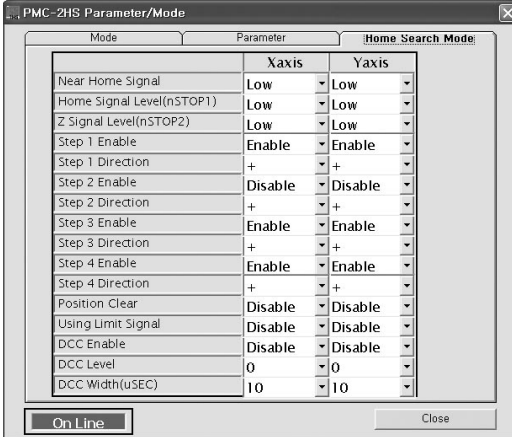 PMC-2HS Parameter/Mode
Mode Parameter Home Search Mode
Xaxis Yaxis
Near Home Signal Low Low
Home Signal Level(nSTOP1) Low Low
Z Signal Level(nSTOP2) Low Low
Step 1 Enable Enable Enable
Step 1 Direction + +
Step 2 Enable Disable Disable
Step 2 Direction + +
Step 3 Enable Enable Enable
Step 3 Direction + +
Step 4 Enable Enable Enable
Step 4 Direction + +
Position Clear Disable Disable
Using Limit Signal Disable Disable
DCC Enable Disable Disable
DCC Level 0 0
DCC Width(uSEC) 10 10
On Line Close